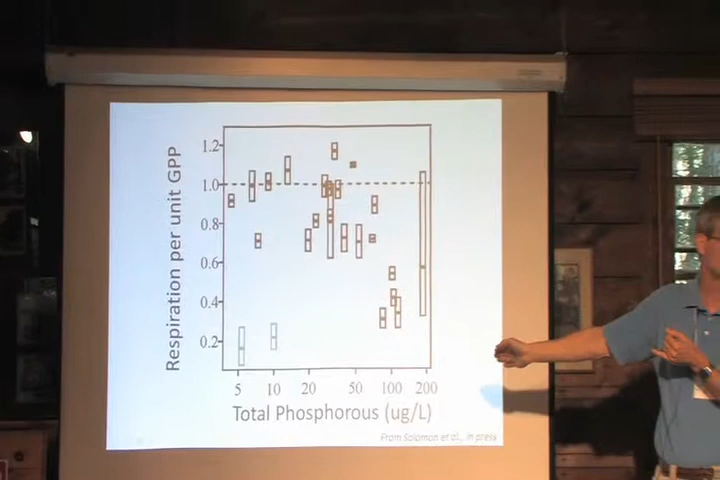 Respiration per unit GPP
1.2
1.0
0.8
0.6
0.4
0.2
5 10 20 50 100 200
Total Phosphorous (ug/L)
From Solomon et al., in press